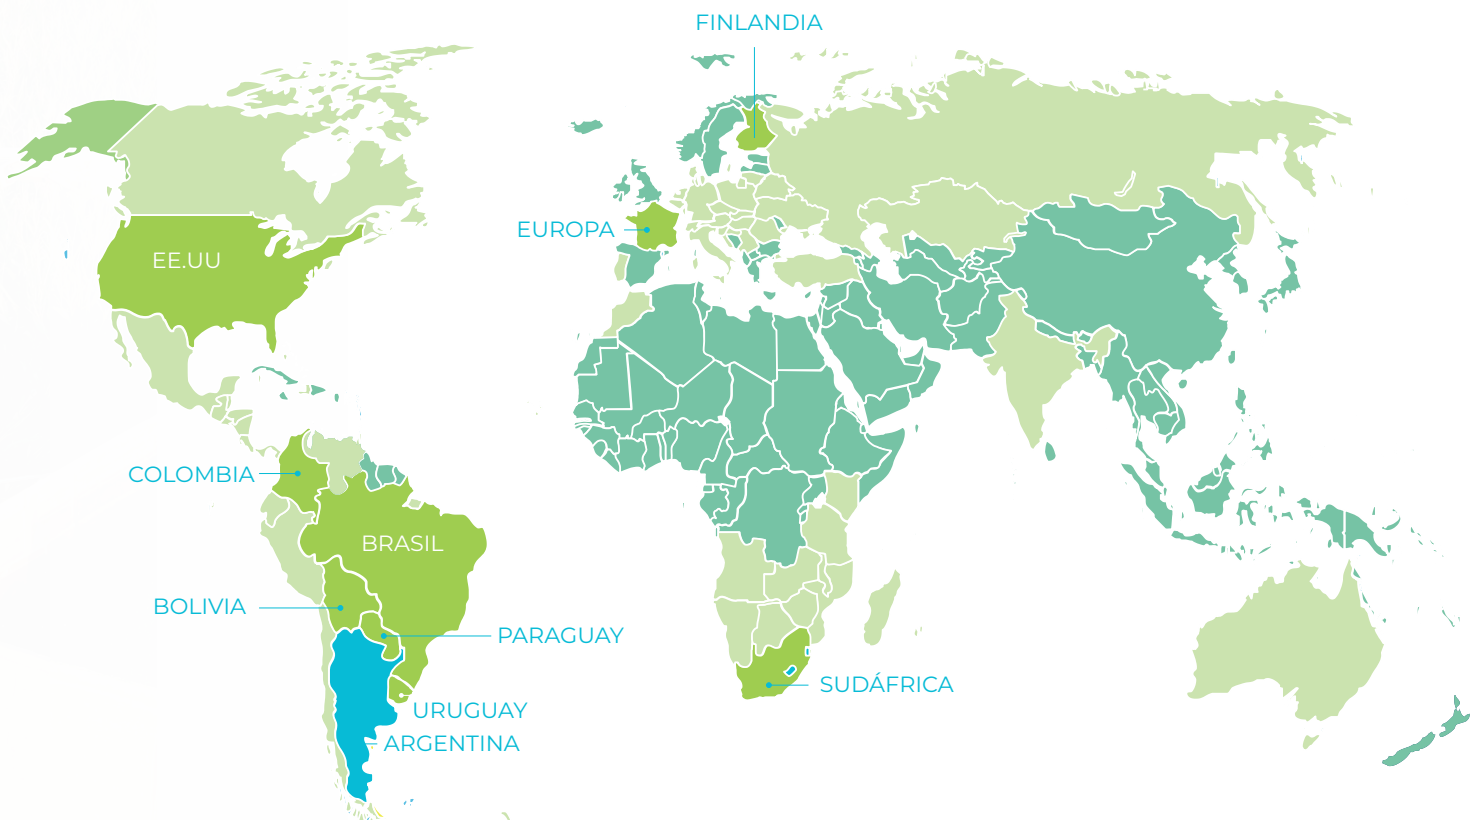 FINLANDIA
EUROPA
EE.UU
COLOMBIA
BRASIL
BOLIVIA
PARAGUAY
SUDÁFRICA
URUGUAY
ARGENTINA